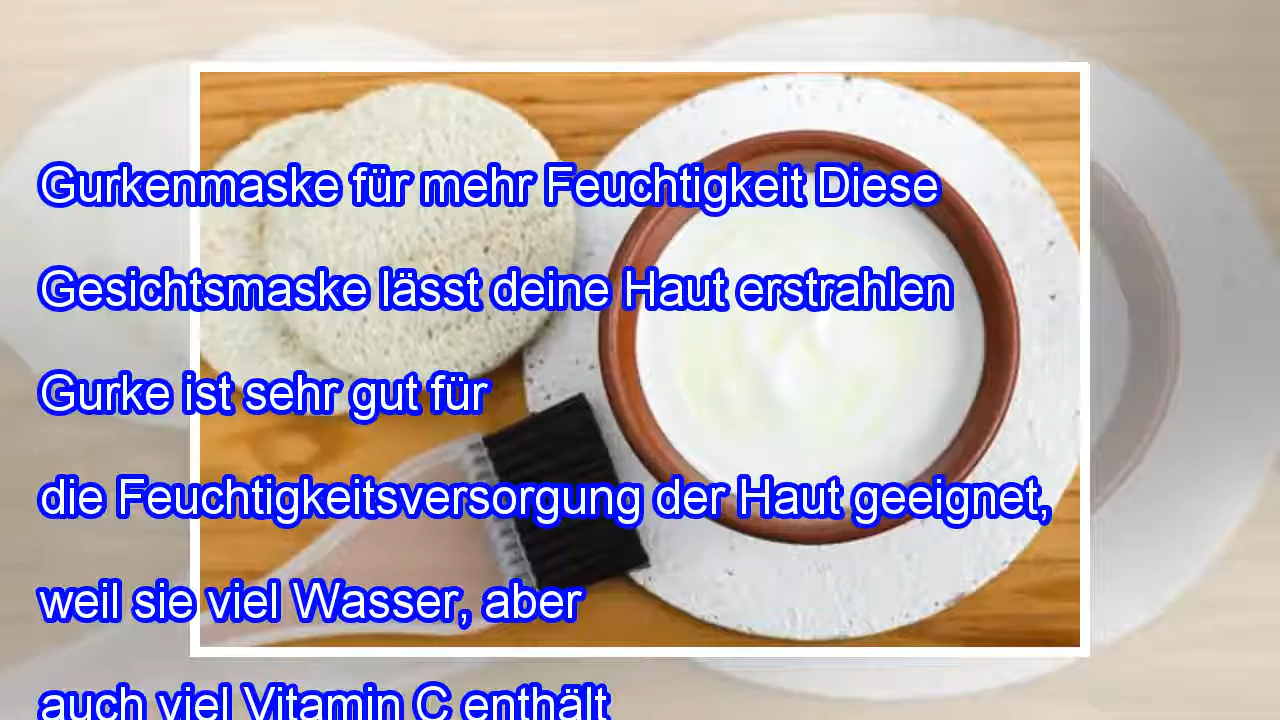 Gurkenmaske für mehr Feuchtigkeit Diese
Gesichtsmaske lässt deine Haut erstrahlen
Gurke ist sehr gut für
die Feuchtigkeitsversorgung der Haut geeignet,
weil sie viel Wasser, aber
auch viel Vitamin C enthält